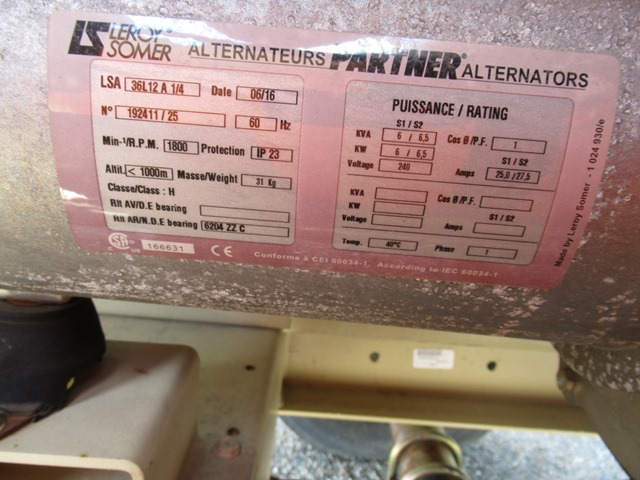 LS LEROY® SOMER ALTERNATEURS PARTNER® ALTERNATORS
LSA 36L12 A 1/4 Date 06/16
N° 192411 / 25 60 Hz
Min-¹/R.P.M. 1800 Protection IP 23
Altit. < 1000m Masse/Weight 31 Kg
Classe/Class : H
Rlt AV/D.E bearing
Rlt AR/N.D.E bearing 6204 ZZ C
166631 CE
PUISSANCE / RATING
S1 / S2
KVA 6 / 6,5 Cos Ø/P.F. 1
KW 6 / 6,5 S1 / S2
Voltage 240 Amps 25,0 / 27,5
KVA Cos Ø/P.F.
KW S1 / S2
Voltage Amps
Temp. 40°C Phase 1
Conforme à CEI 60034-1. According to IEC 60034-1
Made by Leroy Somer - 1 024 930/e